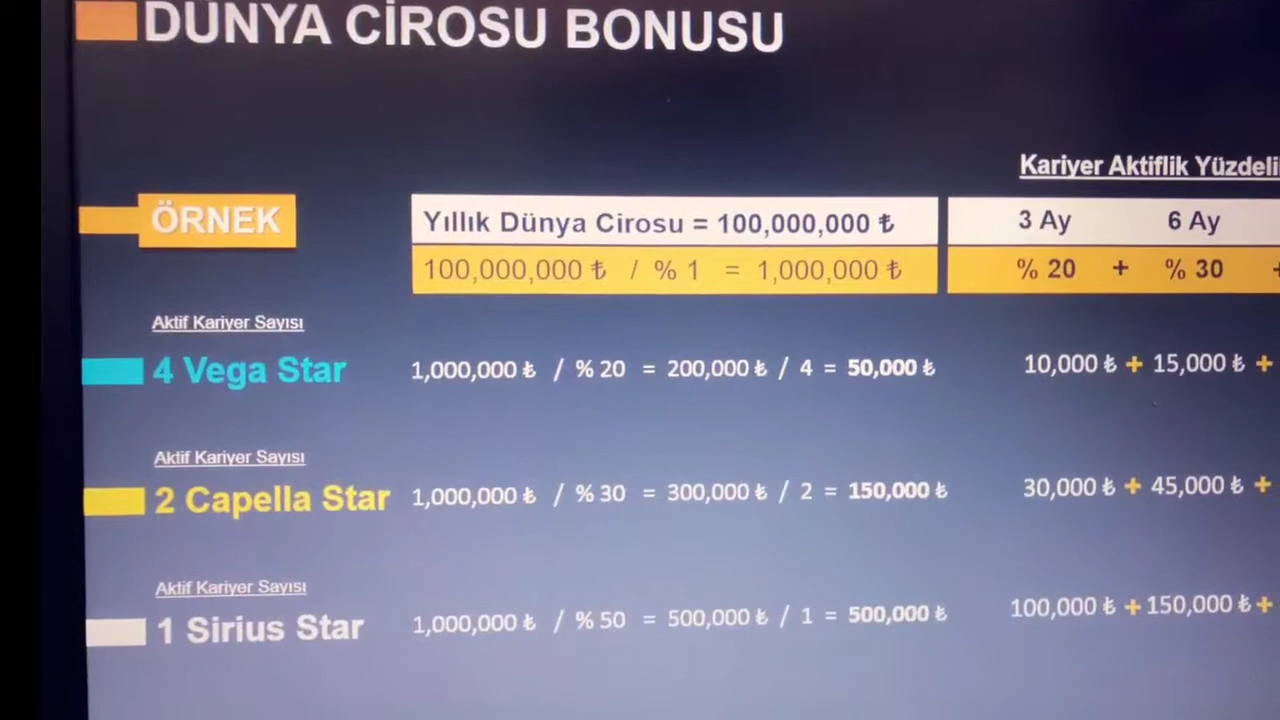 DÜNYA CİROSU BONUSU
Kariyer Aktiflik Yüzdeli
ÖRNEK
Yıllık Dünya Cirosu = 100,000,000 ₺
3 Ay 6 Ay
100,000,000 ₺ / % 1 = 1,000,000 ₺
% 20 + % 30 +
Aktif Kariyer Sayısı
4 Vega Star 1,000,000 ₺ / % 20 = 200,000 ₺ / 4 = 50,000 ₺ 10,000 ₺ + 15,000 ₺ +
Aktif Kariyer Sayısı
2 Capella Star 1,000,000 ₺ / % 30 = 300,000 ₺ / 2 = 150,000 ₺ 30,000 ₺ + 45,000 ₺ +
Aktif Kariyer Sayısı
1 Sirius Star 1,000,000 ₺ / % 50 = 500,000 ₺ / 1 = 500,000 ₺ 100,000 ₺ + 150,000 ₺ +